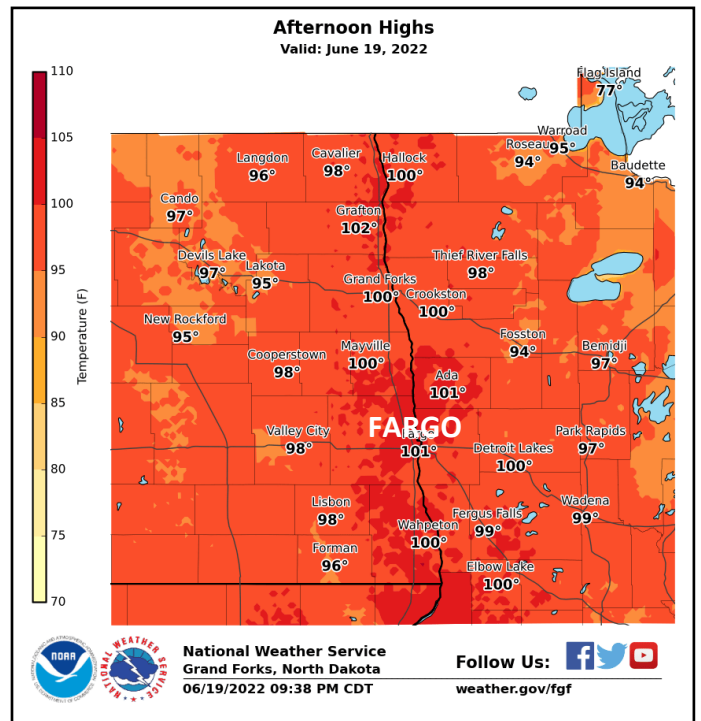 Afternoon Highs
Valid: June 19, 2022
110
105
100
95
90
85
80
75
70
Temperature (F)
Flag Island
77°
Warroad
95°
Roseau
94°
Baudette
94°
Langdon
96°
Cavalier
98°
Hallock
100°
Cando
97°
Grafton
102°
Devils Lake
97°
Lakota
95°
Thief River Falls
98°
Grand Forks
100°
Crookston
100°
New Rockford
95°
Fosston
94°
Bemidji
97°
Cooperstown
98°
Mayville
100°
Ada
101°
FARGO
Fargo
101°
Valley City
98°
Detroit Lakes
100°
Park Rapids
97°
Lisbon
98°
Wahpeton
100°
Fergus Falls
99°
Wadena
99°
Forman
96°
Elbow Lake
100°
NOAA
NATIONAL WEATHER SERVICE
National Weather Service
Grand Forks, North Dakota
06/19/2022 09:38 PM CDT
Follow Us:
weather.gov/fgf